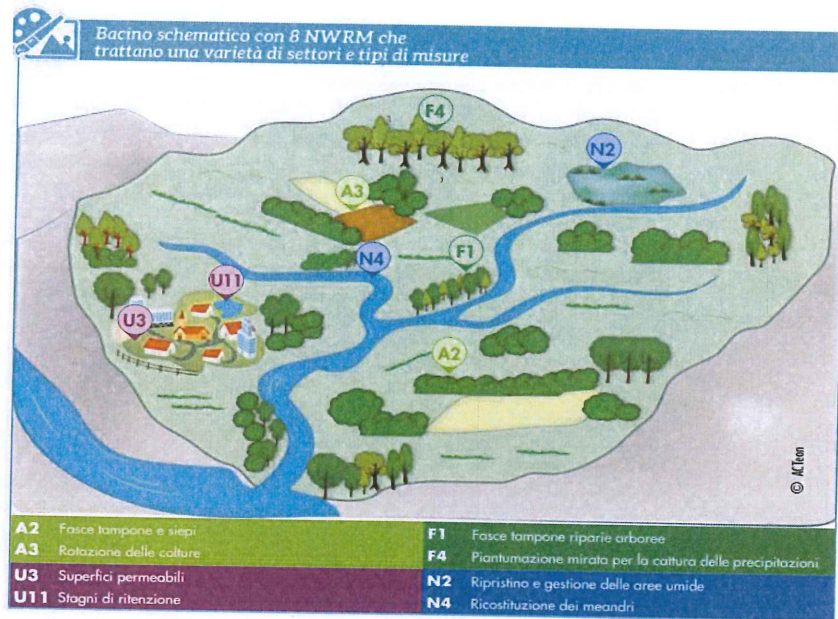 Bacino schematico con 8 NWRM che
trattano una varietà di settori e tipi di misure
F4
N2
A3
N4
F1
U11
U3
A2
© ACTeon
A2 Fasce tampone e siepi
A3 Rotazione delle colture
U3 Superfici permeabili
U11 Stagni di ritenzione
F1 Fasce tampone riparie arboree
F4 Piantumazione mirata per la cattura delle precipitazioni
N2 Ripristino e gestione delle aree umide
N4 Ricostituzione dei meandri